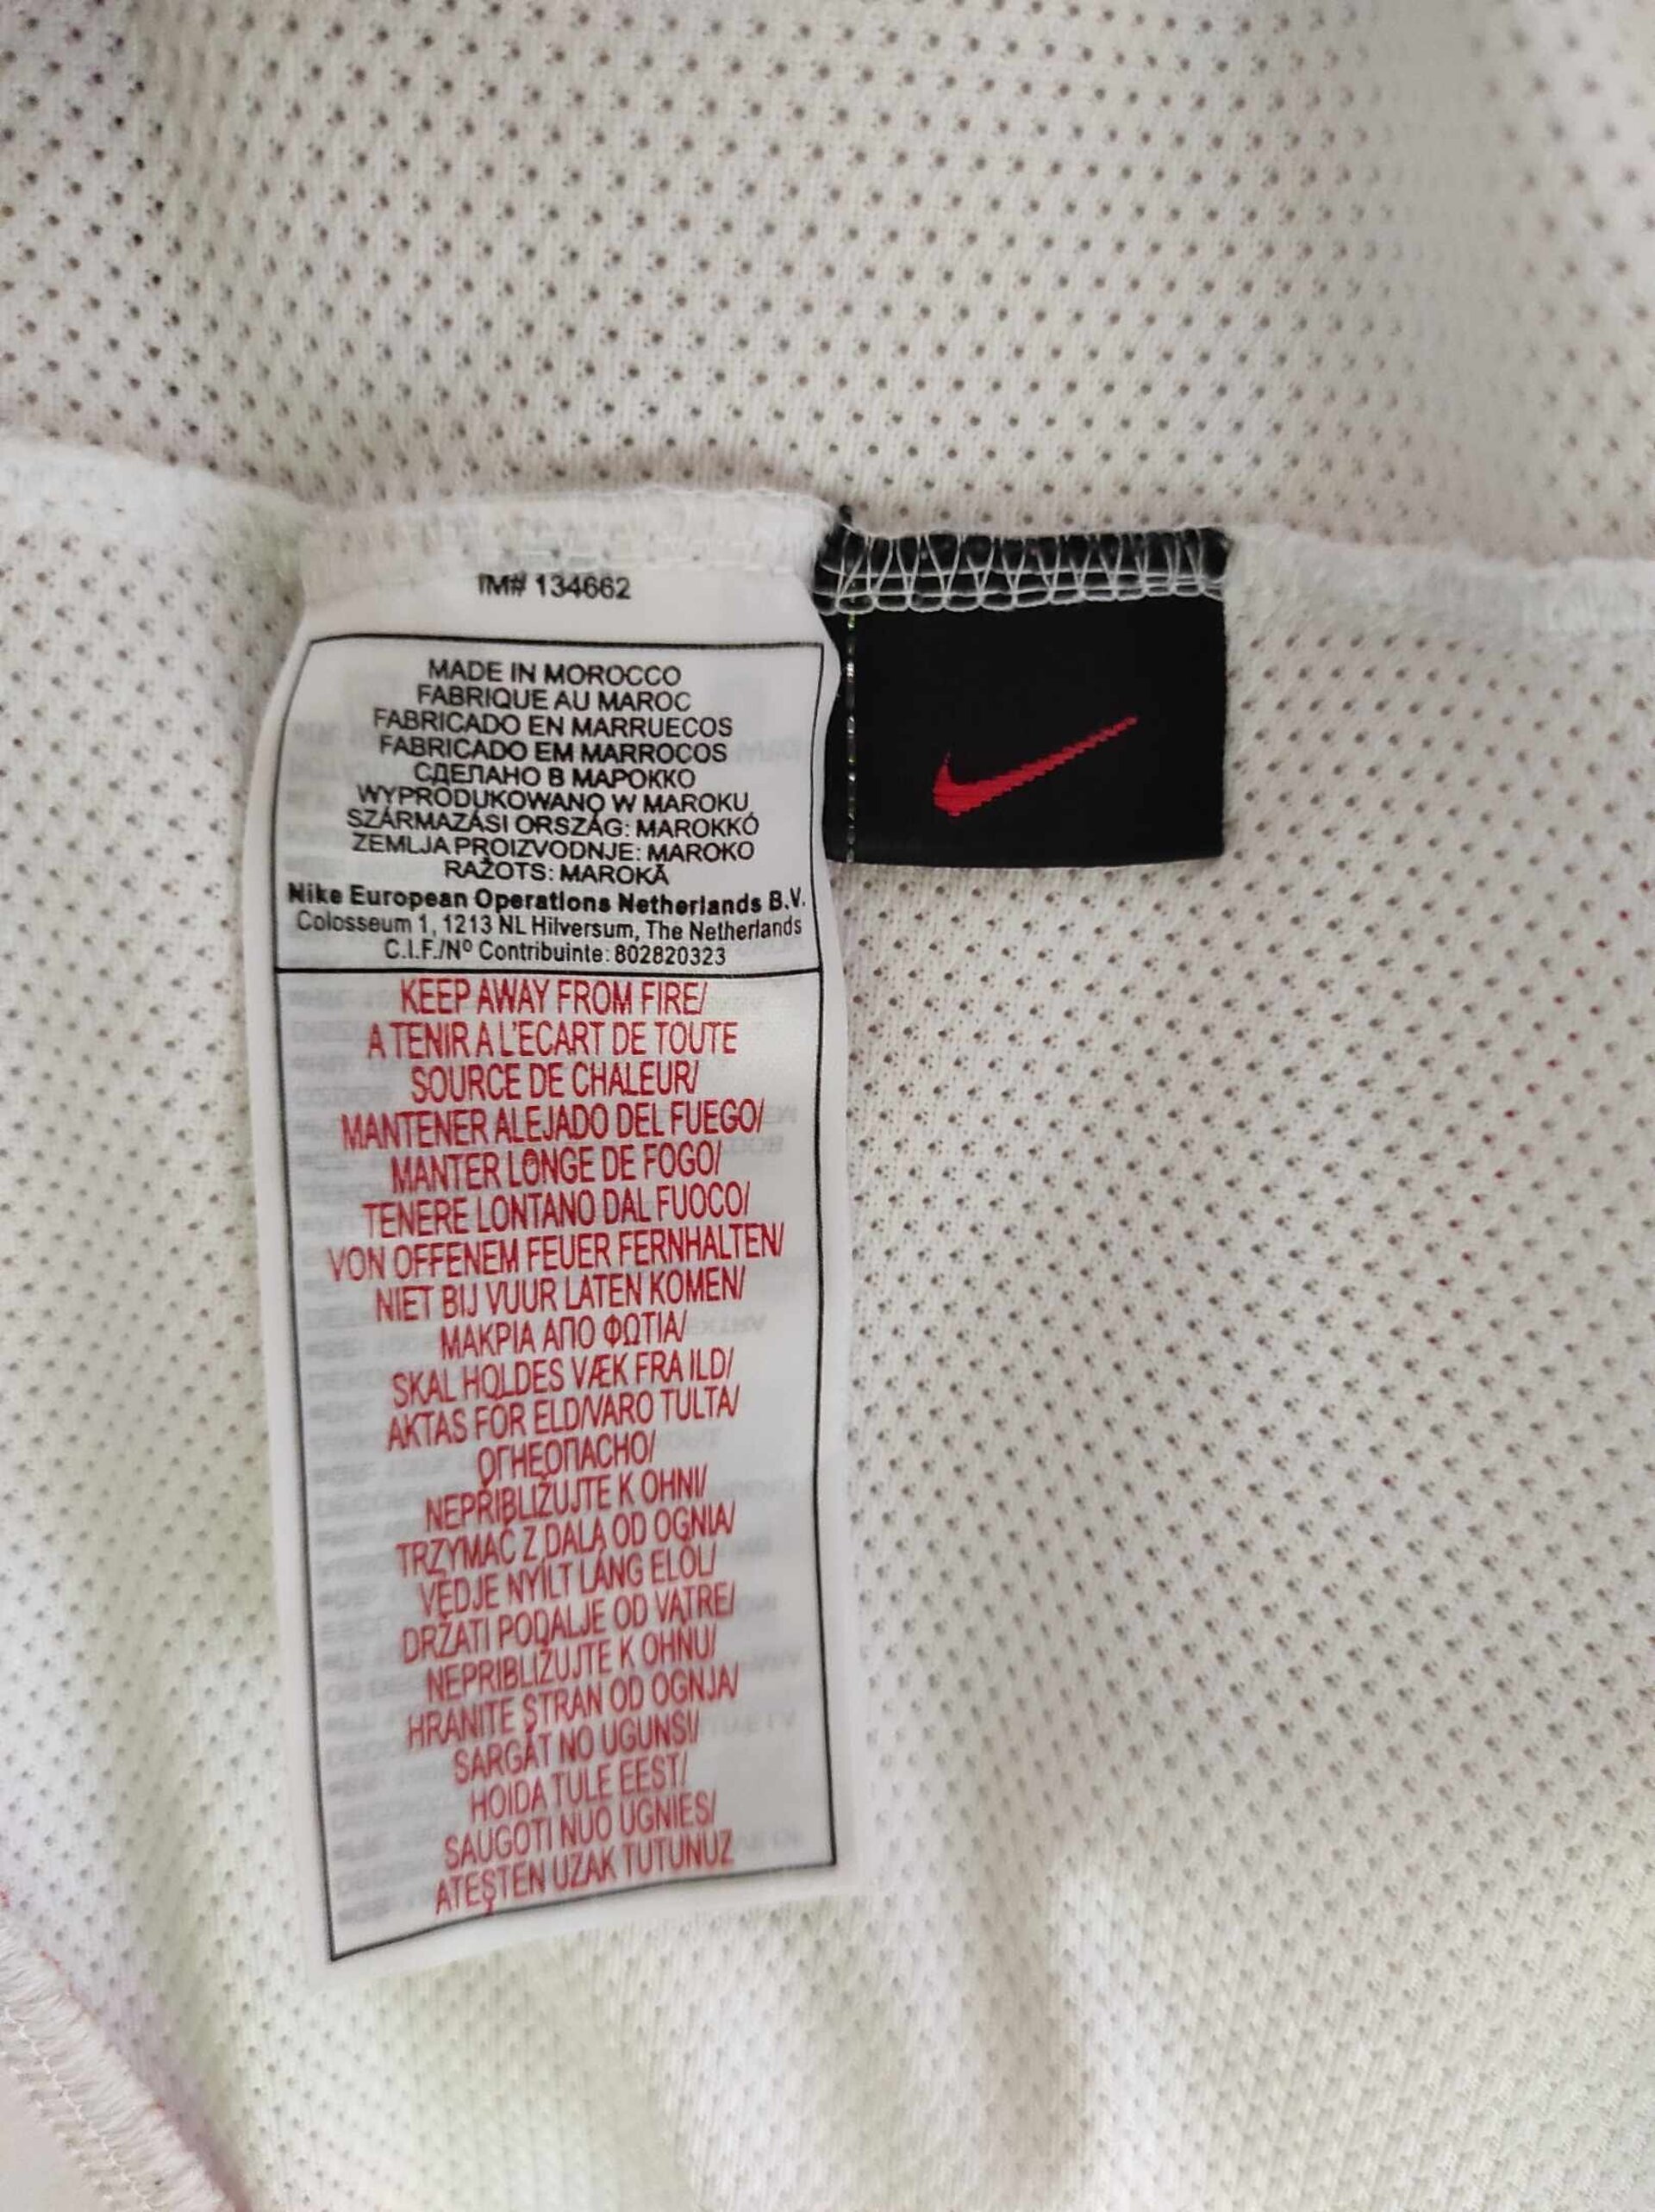 IM# 134662
MADE IN MOROCCO
FABRIQUE AU MAROC
FABRICADO EN MARRUECOS
FABRICADO EM MARROCOS
СДЕЛАНО В МАРОККО
WYPRODUKOWANO W MAROKU
SZÁRMAZÁSI ORSZÁG: MAROKKÓ
ZEMLJA PROIZVODNJE: MAROKO
RAŽOTS: MAROKĀ
Nike European Operations Netherlands B.V.
Colosseum 1, 1213 NL Hilversum, The Netherlands
C.I.F./Nº Contribuinte: 802820323
KEEP AWAY FROM FIRE/
A TENIR A L'ECART DE TOUTE
SOURCE DE CHALEUR/
MANTENER ALEJADO DEL FUEGO/
MANTER LONGE DE FOGO/
TENERE LONTANO DAL FUOCO/
VON OFFENEM FEUER FERNHALTEN/
NIET BIJ VUUR LATEN KOMEN/
ΜΑΚΡΙΑ ΑΠΟ ΦΩΤΙΑ/
SKAL HOLDES VÆK FRA ILD/
AKTAS FÖR ELD/VARO TULTA/
ОГНЕОПАСНО/
NEPŘIBLIŽUJTE K OHNI/
TRZYMAĆ Z DALA OD OGNIA/
VÉDJE NYÍLT LÁNG ELŐL/
DRŽATI PODALJE OD VATRE/
NEPRIBLIŽUJTE K OHNU/
HRANITE STRAN OD OGNJA/
SARGĀT NO UGUNS!/
HOIDA TULE EEST/
SAUGOTI NUO UGNIES/
ATEŞTEN UZAK TUTUNUZ